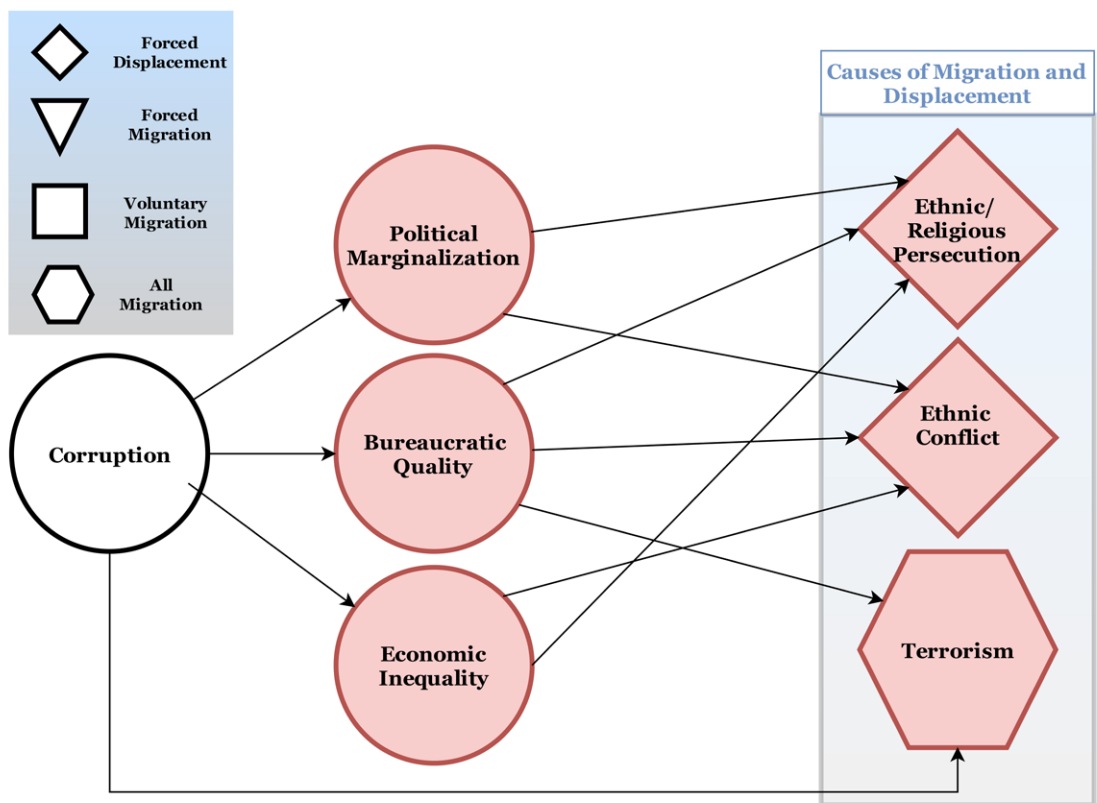 Forced
Displacement
Forced
Migration
Voluntary
Migration
All
Migration
Causes of Migration and
Displacement
Corruption
Political
Marginalization
Bureaucratic
Quality
Economic
Inequality
Ethnic/
Religious
Persecution
Ethnic
Conflict
Terrorism